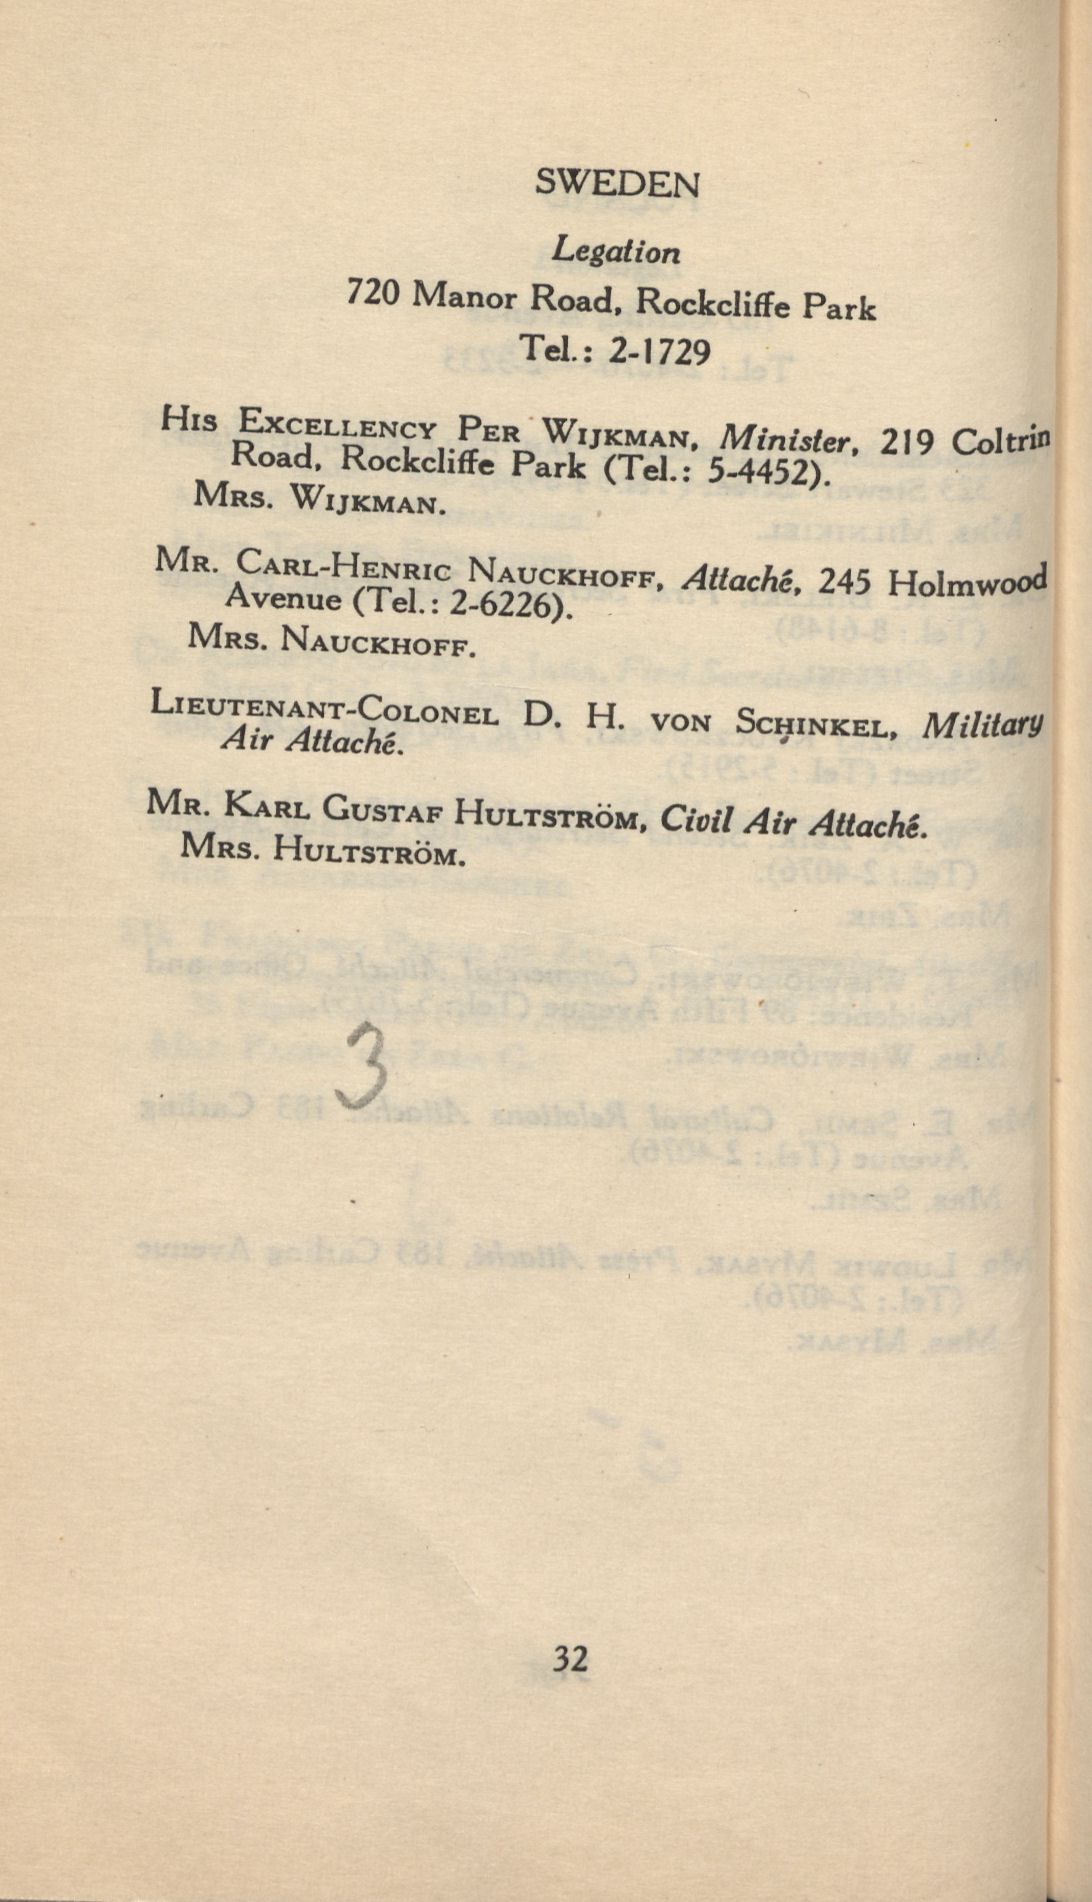 SWEDEN
Legation
720 Manor Road, Rockcliffe Park
Tel.: 2-1729
HIS EXCELLENCY PER WIJKMAN, Minister, 219 Coltrin
Road, Rockcliffe Park (Tel.: 5-4452).
MRS. WIJKMAN.
MR. CARL-HENRIC NAUCKHOFF, Attaché, 245 Holmwood
Avenue (Tel.: 2-6226).
MRS. NAUCKHOFF.
LIEUTENANT-COLONEL D. H. VON SCHINKEL, Military
Air Attaché.
MR. KARL GUSTAF HULTSTRÖM, Civil Air Attaché.
MRS. HULTSTRÖM.
3
32